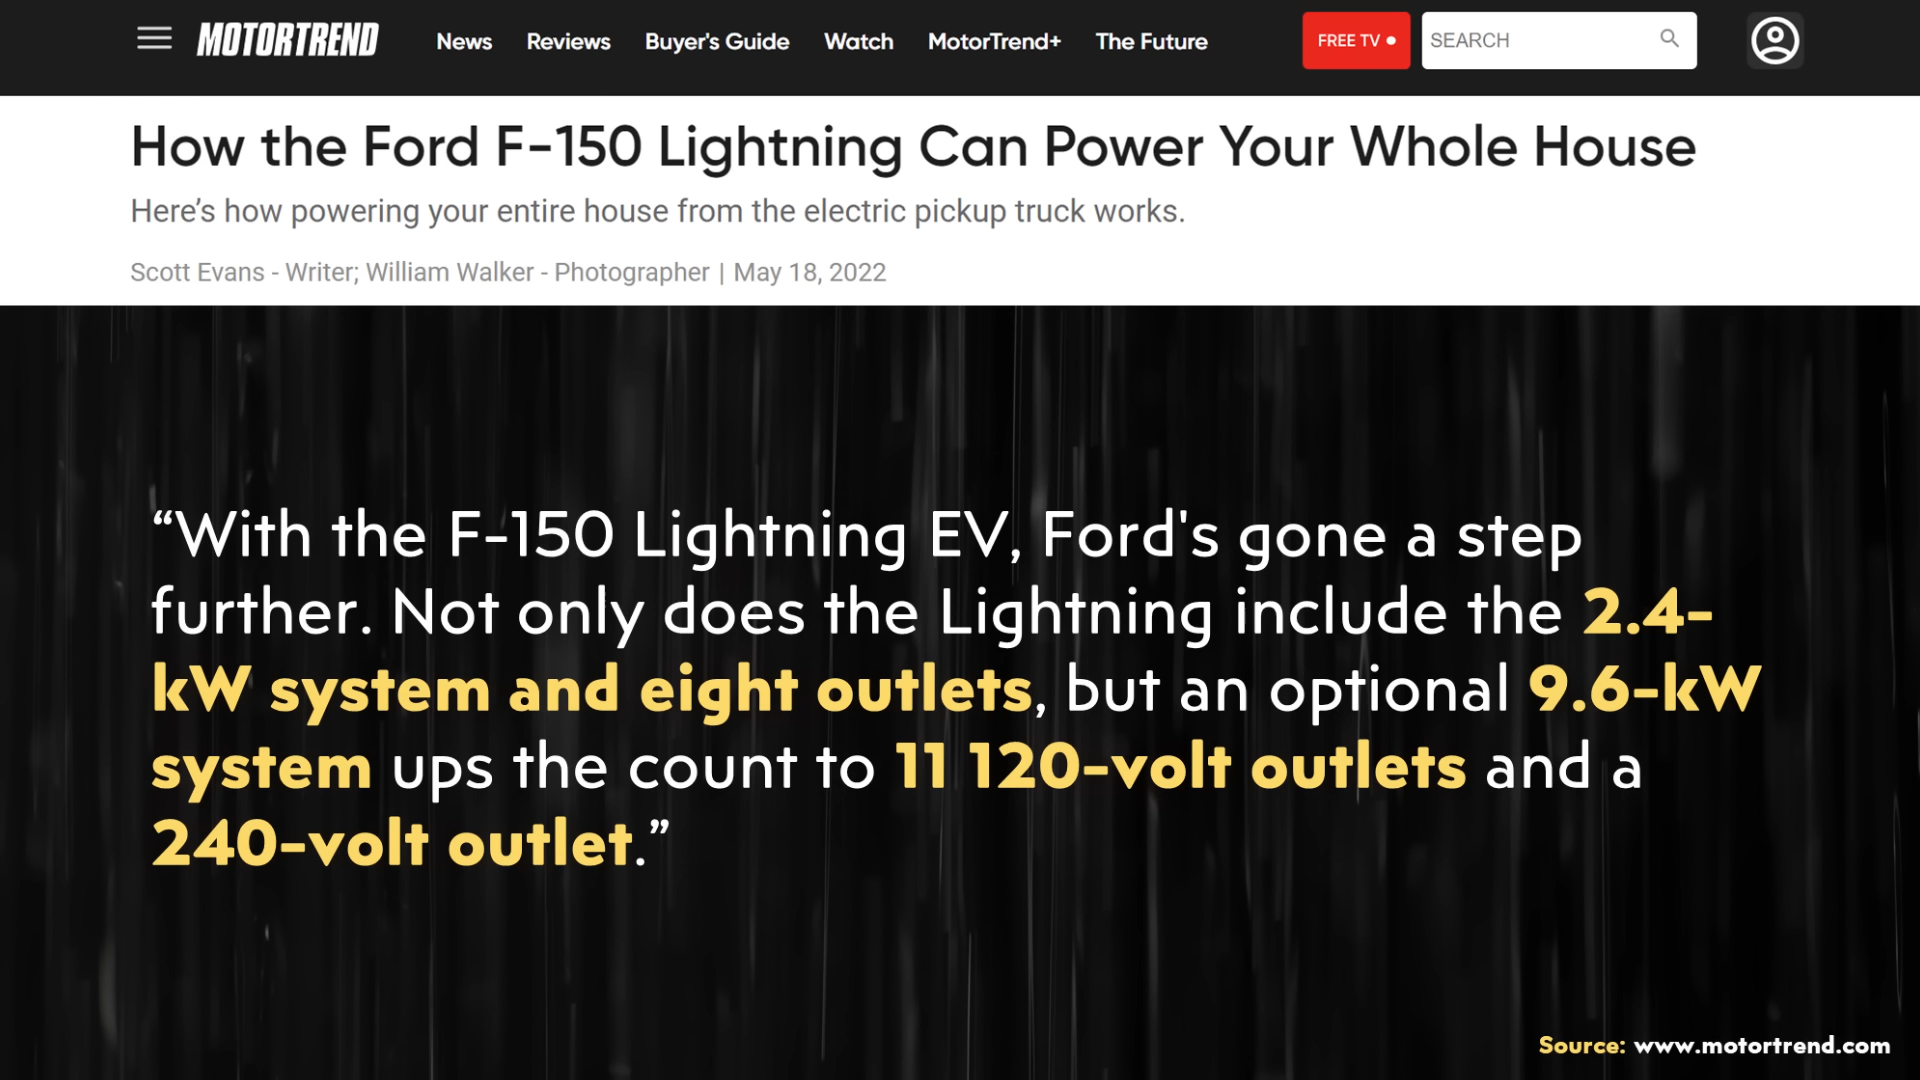 MOTORTREND News Reviews Buyer's Guide Watch MotorTrend+ The Future FREE TV SEARCH
How the Ford F-150 Lightning Can Power Your Whole House
Here’s how powering your entire house from the electric pickup truck works.
Scott Evans - Writer; William Walker - Photographer | May 18, 2022
“With the F-150 Lightning EV, Ford's gone a step
further. Not only does the Lightning include the 2.4-
kW system and eight outlets, but an optional 9.6-kW
system ups the count to 11 120-volt outlets and a
240-volt outlet.”
Source: www.motortrend.com